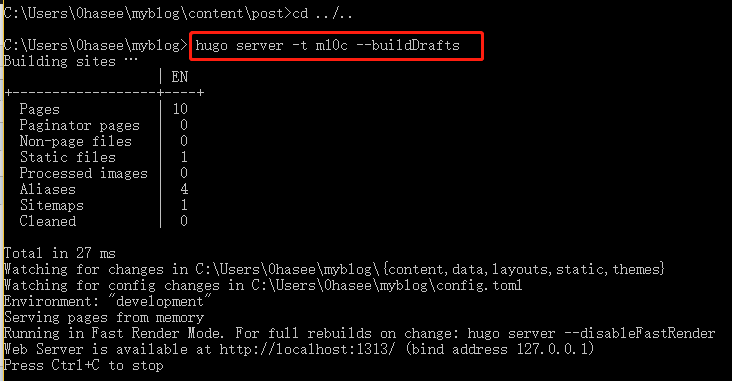 C:\Users\0hasee\myblog\content\post>cd ../..
C:\Users\0hasee\myblog>hugo server -t m10c --buildDrafts
Building sites …
                   | EN
+------------------+----+
  Pages            | 10
  Paginator pages  |  0
  Non-page files   |  0
  Static files     |  1
  Processed images |  0
  Aliases          |  4
  Sitemaps         |  1
  Cleaned          |  0
Total in 27 ms
Watching for changes in C:\Users\0hasee\myblog\{content,data,layouts,static,themes}
Watching for config changes in C:\Users\0hasee\myblog\config.toml
Environment: "development"
Serving pages from memory
Running in Fast Render Mode. For full rebuilds on change: hugo server --disableFastRender
Web Server is available at http://localhost:1313/ (bind address 127.0.0.1)
Press Ctrl+C to stop